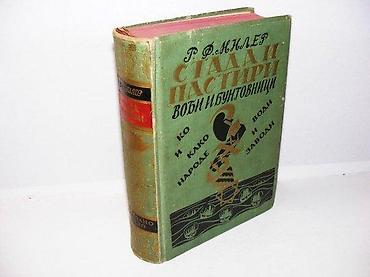 Р. Ф. МИЛЕР
СТАДА И
ПАСТИРИ
ВОЂИ И БУНТОВНИЦИ
КО
И КАКО
НАРОДЕ
ВОДИ
И
ЗАВОДИ